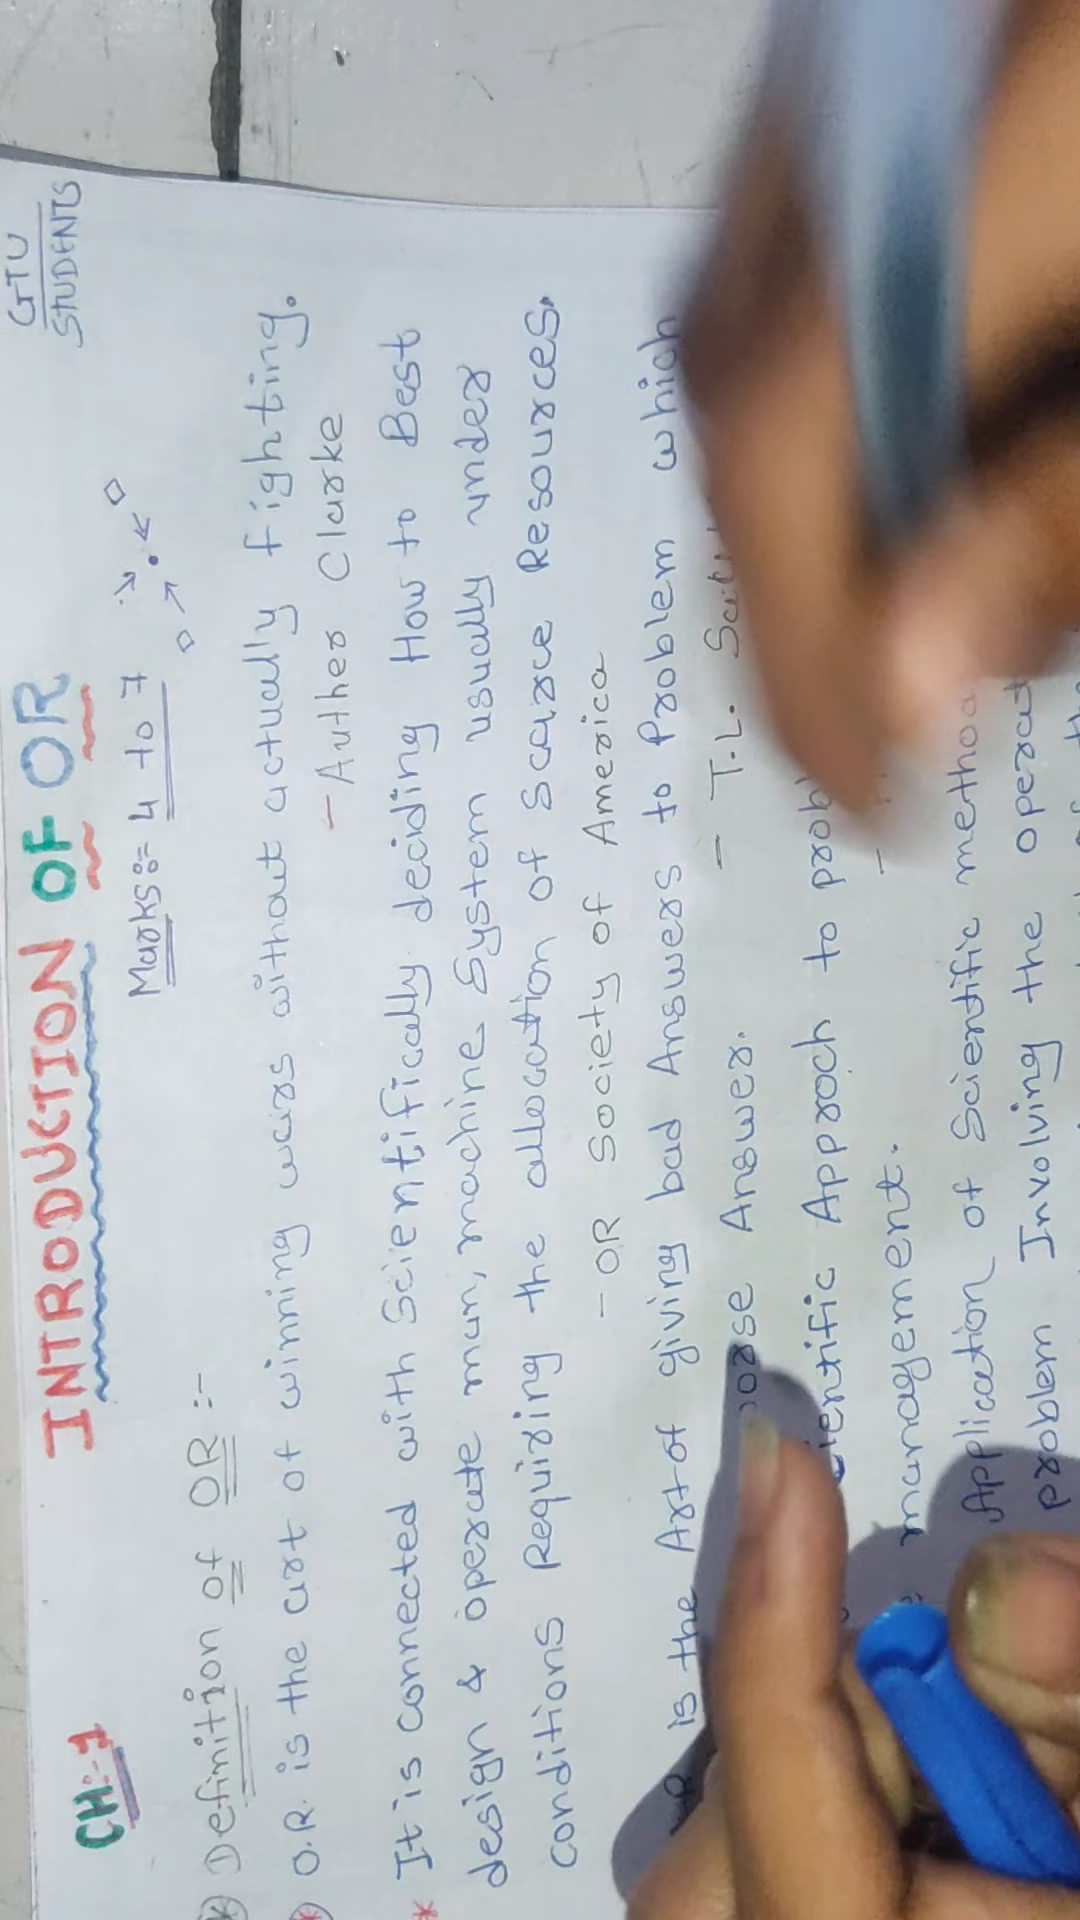 GTU
STUDENTS
CH:-1 INTRODUCTION OF OR
Marks:= 4 to 7
Definition of OR :-
O.R. is the art of winning wars without actually fighting.
- Auther Clarke
* It is connected with Scientifically deciding How to Best
design & operate man, machine System usually under
conditions Requiring the allocation of scarce Resources.
- OR Society of America
is the Art of giving bad Answers to Problem which
Answer. - T.L.
Approch to
management.
Application of Scientific
problem Involving the